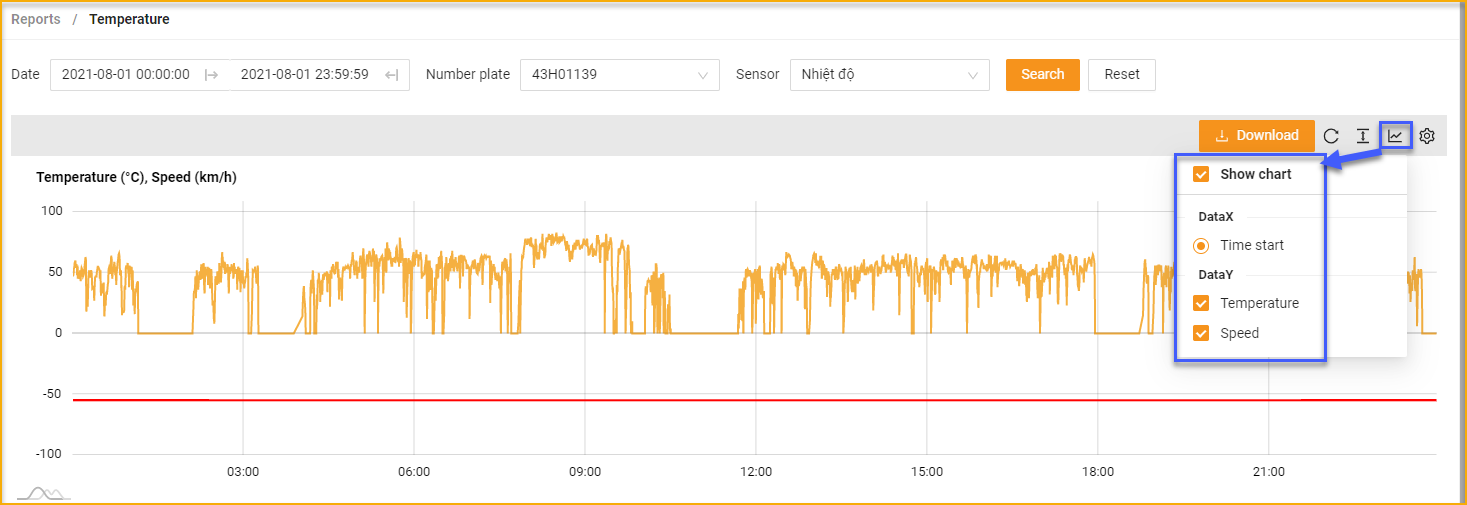 Reports / Temperature
Date 2021-08-01 00:00:00 2021-08-01 23:59:59 Number plate 43H01139 Sensor Nhiệt độ Search Reset
Download
Temperature (°C), Speed (km/h)
Show chart
DataX
Time start
DataY
Temperature
Speed
100
50
0
-50
-100
03:00 06:00 09:00 12:00 15:00 18:00 21:00